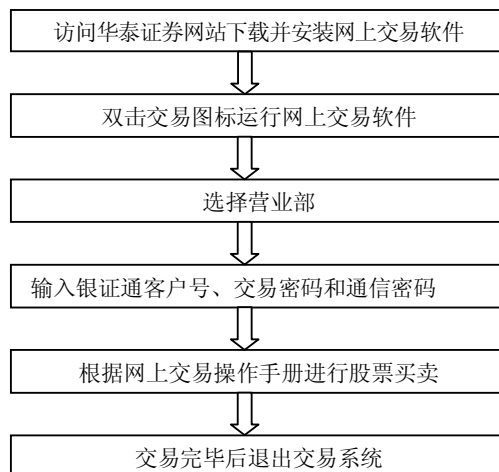 访问华泰证券网站下载并安装网上交易软件
双击交易图标运行网上交易软件
选择营业部
输入银证通客户号、交易密码和通信密码
根据网上交易操作手册进行股票买卖
交易完毕后退出交易系统